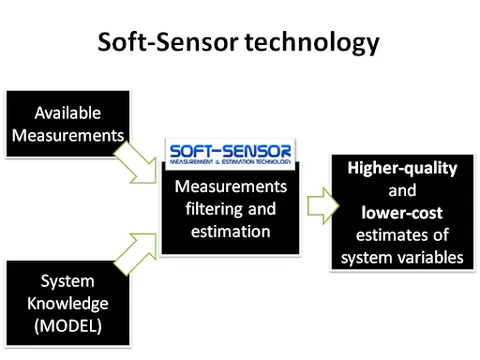 Soft-Sensor technology
Available
Measurements
SOFT-SENSOR
MEASUREMENT & ESTIMATION TECHNOLOGY
Measurements
filtering and
estimation
Higher-quality
and
lower-cost
estimates of
system variables
System
Knowledge
(MODEL)